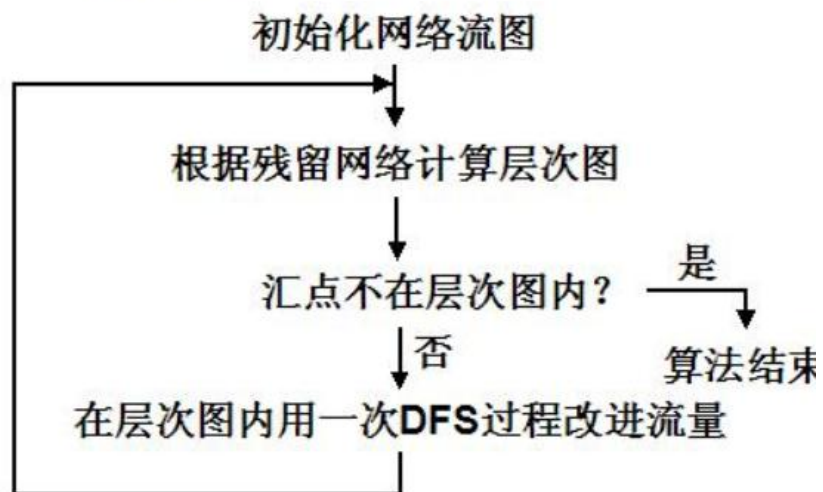 初始化网络流图
根据残留网络计算层次图
汇点不在层次图内？
是
否
算法结束
在层次图内用一次DFS过程改进流量